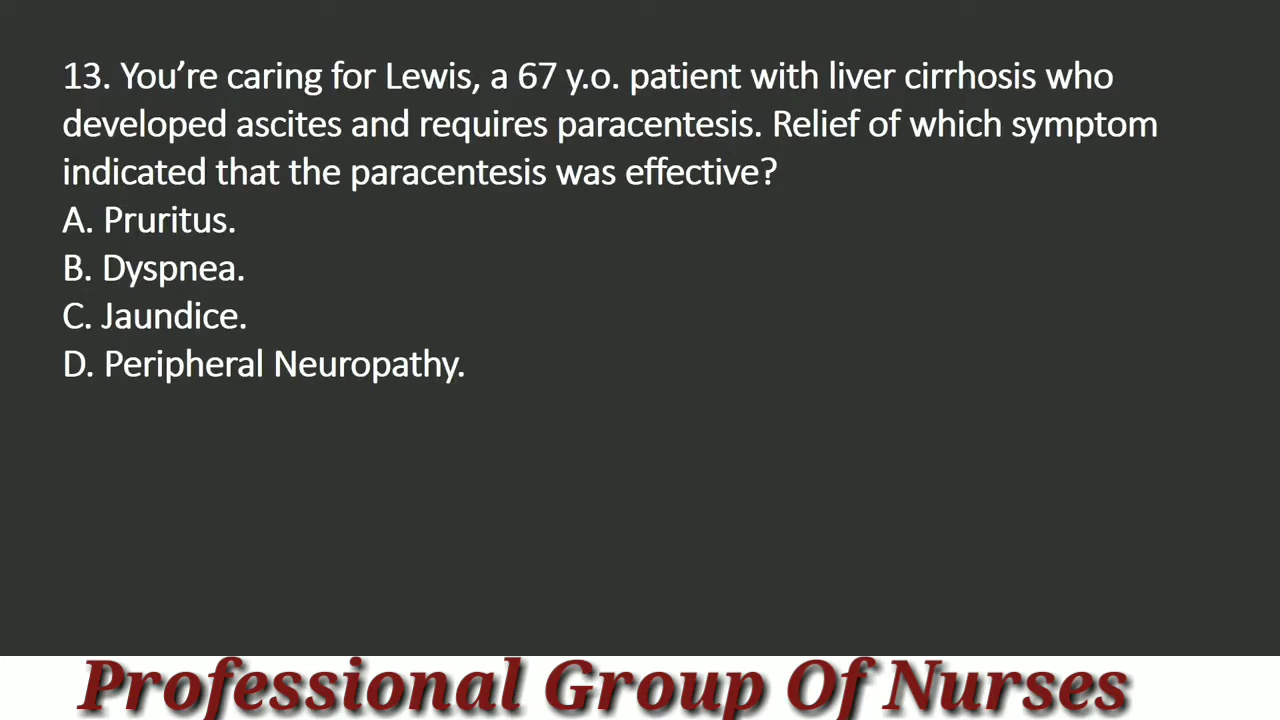 13. You’re caring for Lewis, a 67 y.o. patient with liver cirrhosis who
developed ascites and requires paracentesis. Relief of which symptom
indicated that the paracentesis was effective?
A. Pruritus.
B. Dyspnea.
C. Jaundice.
D. Peripheral Neuropathy.
Professional Group Of Nurses